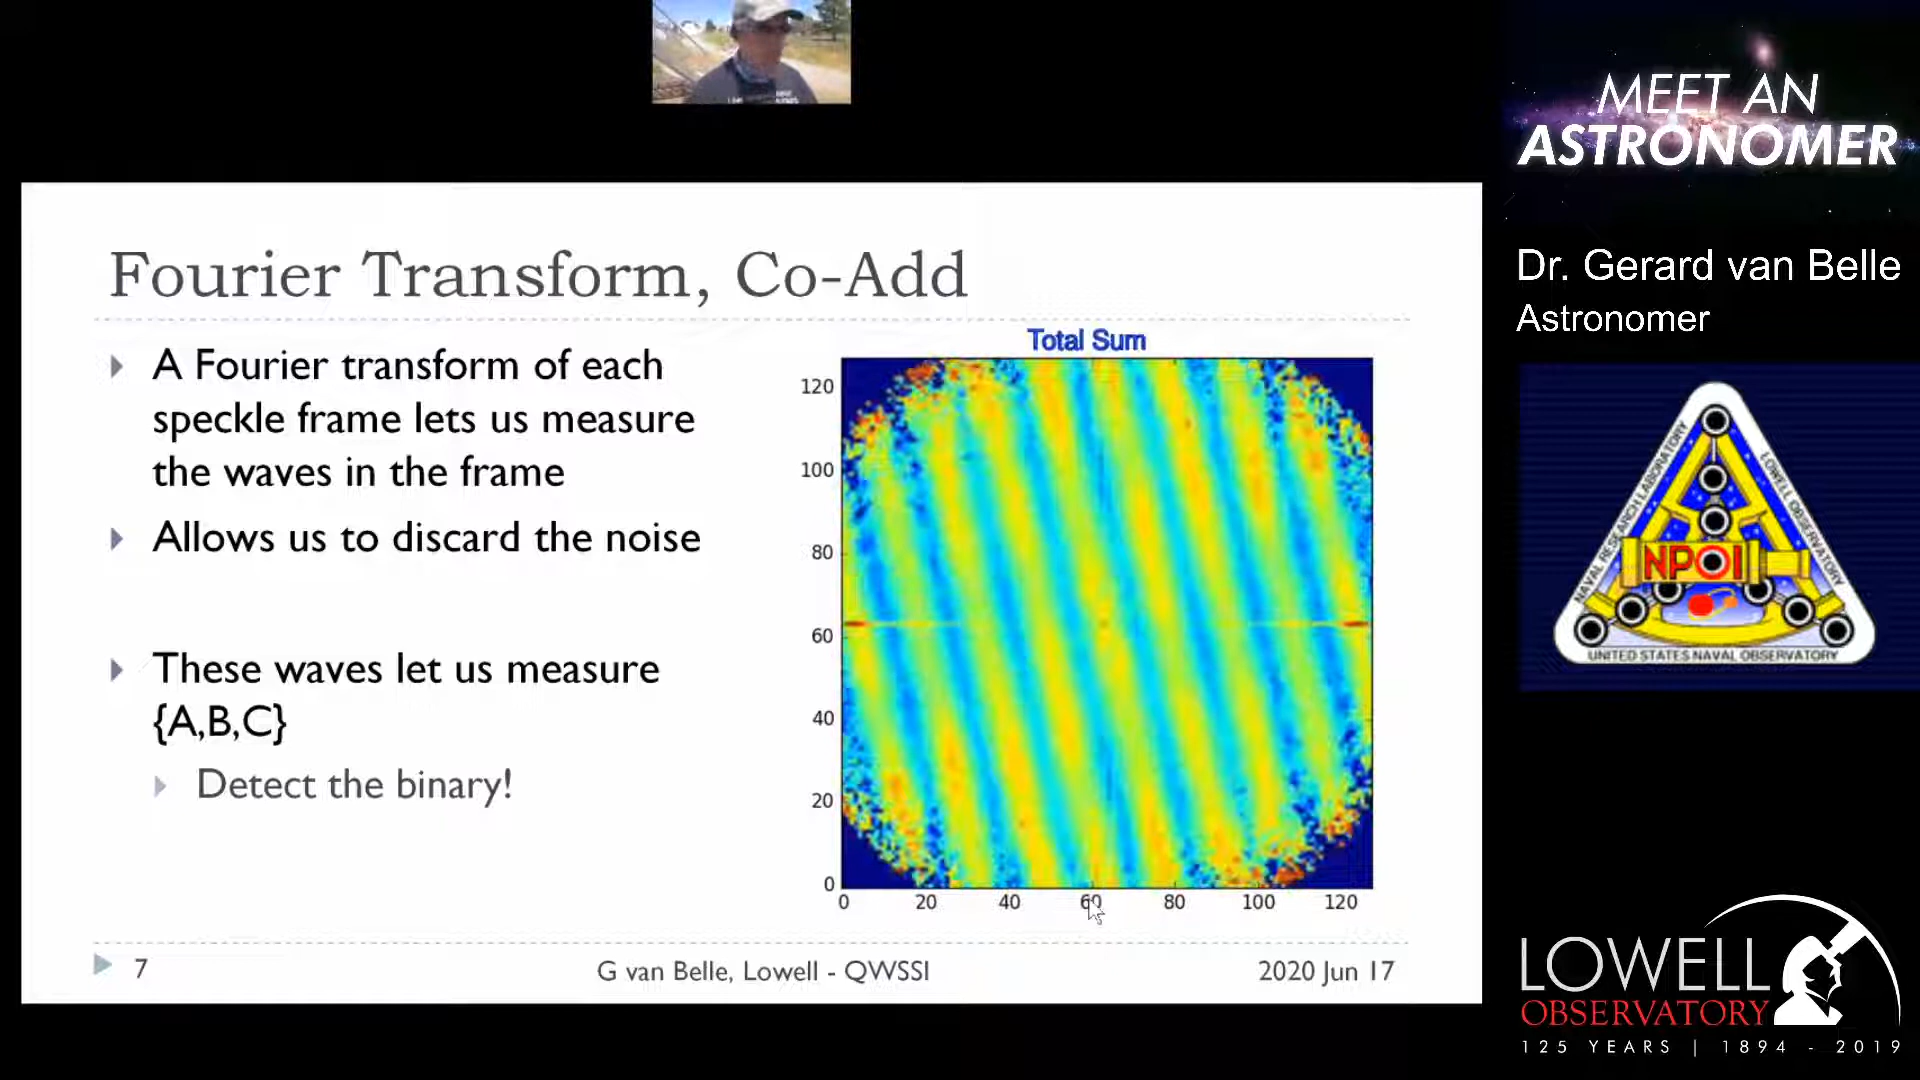 MEET AN
ASTRONOMER
Dr. Gerard van Belle
Astronomer
Fourier Transform, Co-Add
A Fourier transform of each
speckle frame lets us measure
the waves in the frame
Allows us to discard the noise
These waves let us measure
{A,B,C}
Detect the binary!
Total Sum
120
100
80
60
40
20
0
0 20 40 60 80 100 120
7
G van Belle, Lowell - QWSSI
2020 Jun 17
NAVAL RESEARCH LABORATORY
LOWELL OBSERVATORY
NPOI
UNITED STATES NAVAL OBSERVATORY
LOWELL
OBSERVATORY
125 YEARS | 1894 - 2019